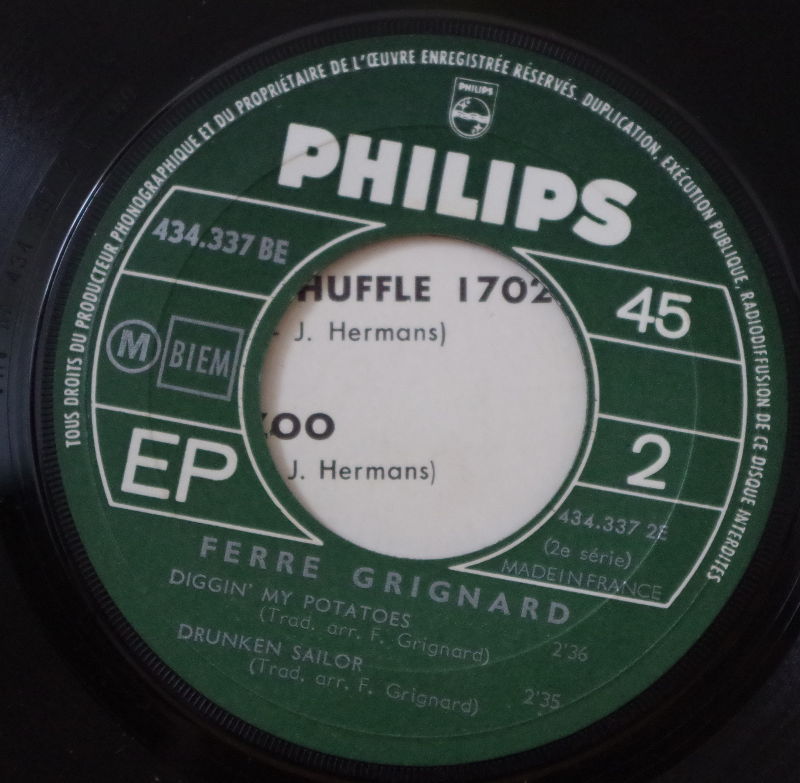 TOUS DROITS DU PRODUCTEUR PHONOGRAPHIQUE ET DU PROPRIÉTAIRE DE L'ŒUVRE ENREGISTRÉE RÉSERVÉS. DUPLICATION, EXÉCUTION PUBLIQUE, RADIODIFFUSION DE CE DISQUE INTERDITES
PHILIPS
PHILIPS
434.337 BE
M BIEM
EP
HUFFLE 1702
- J. Hermans)
ZOO
J. Hermans)
45
2
434.337 2E
(2e série)
MADE IN FRANCE
FERRE GRIGNARD
DIGGIN' MY POTATOES
(Trad. arr. F. Grignard) 2'36
DRUNKEN SAILOR
(Trad. arr. F. Grignard) 2'35